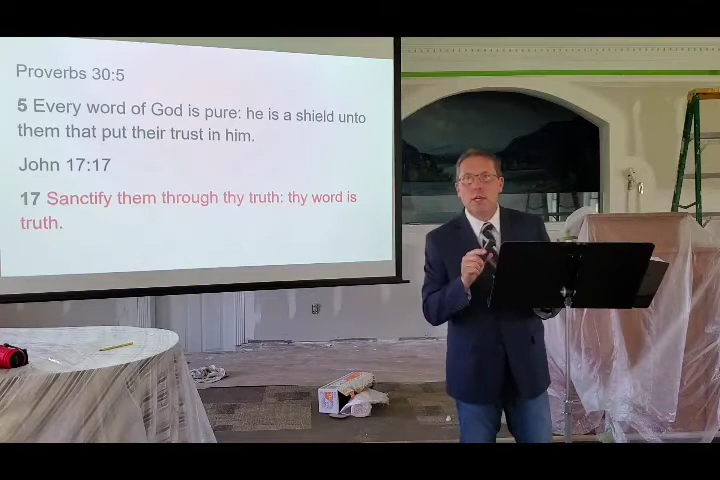 Proverbs 30:5
5 Every word of God is pure: he is a shield unto
them that put their trust in him.
John 17:17
17 Sanctify them through thy truth: thy word is
truth.